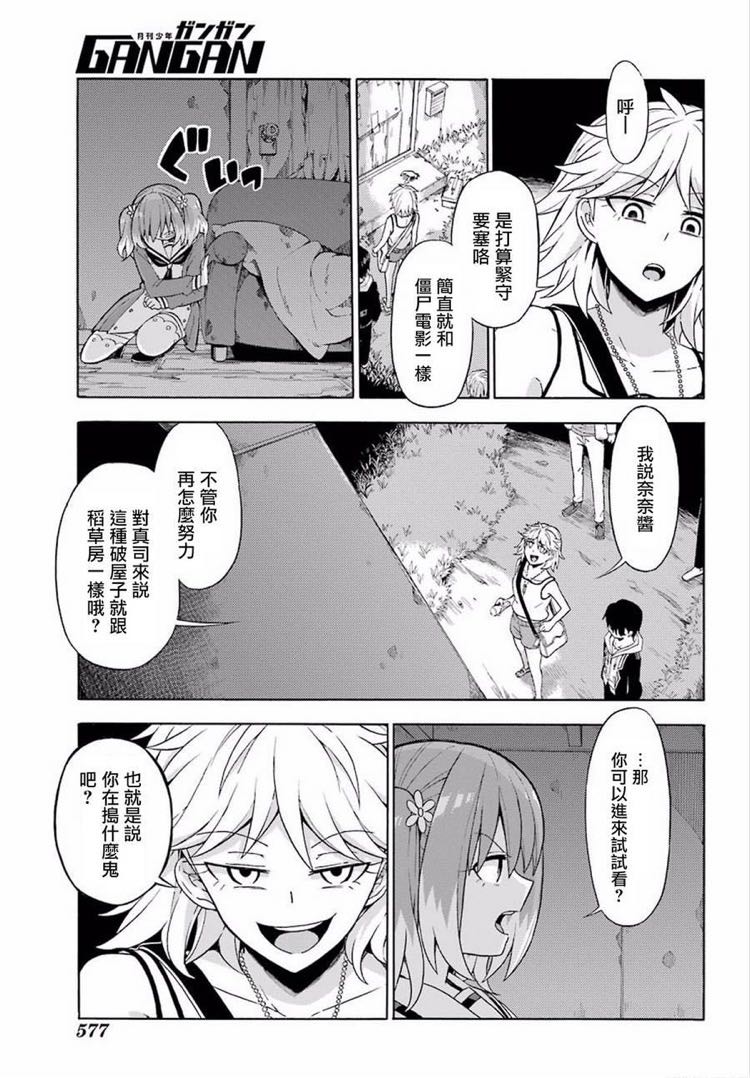 月刊少年
ガンガン
GANGAN
呼ー
是打算緊守
要塞咯
簡直就和
僵尸電影一樣
ぐいっ
我説奈奈醬
不管你
再怎麼努力
對真司來説
這種破屋子就跟
稻草房一樣哦？
…那
你可以進來試試看？
也就是説
你在搗什麼鬼
吧？
577